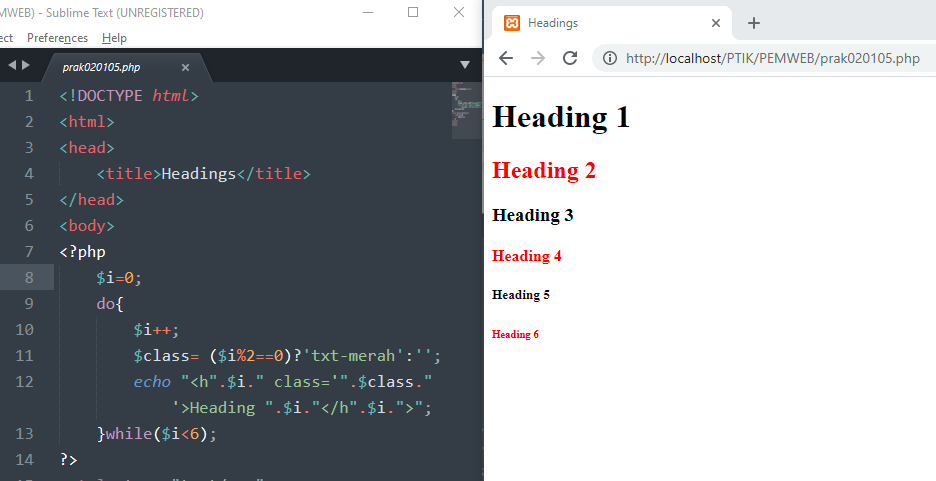 MWEB) - Sublime Text (UNREGISTERED)
ect Preferences Help
prak020105.php
1 <!DOCTYPE html>
2 <html>
3 <head>
4 <title>Headings</title>
5 </head>
6 <body>
7 <?php
8 $i=0;
9 do{
10 $i++;
11 $class= ($i%2==0)?'txt-merah':'';
12 echo "<h".$i." class='".$class."
'>Heading ".$i."</h".$i.">";
13 }while($i<6);
14 ?>
Headings
http://localhost/PTIK/PEMWEB/prak020105.php
Heading 1
Heading 2
Heading 3
Heading 4
Heading 5
Heading 6